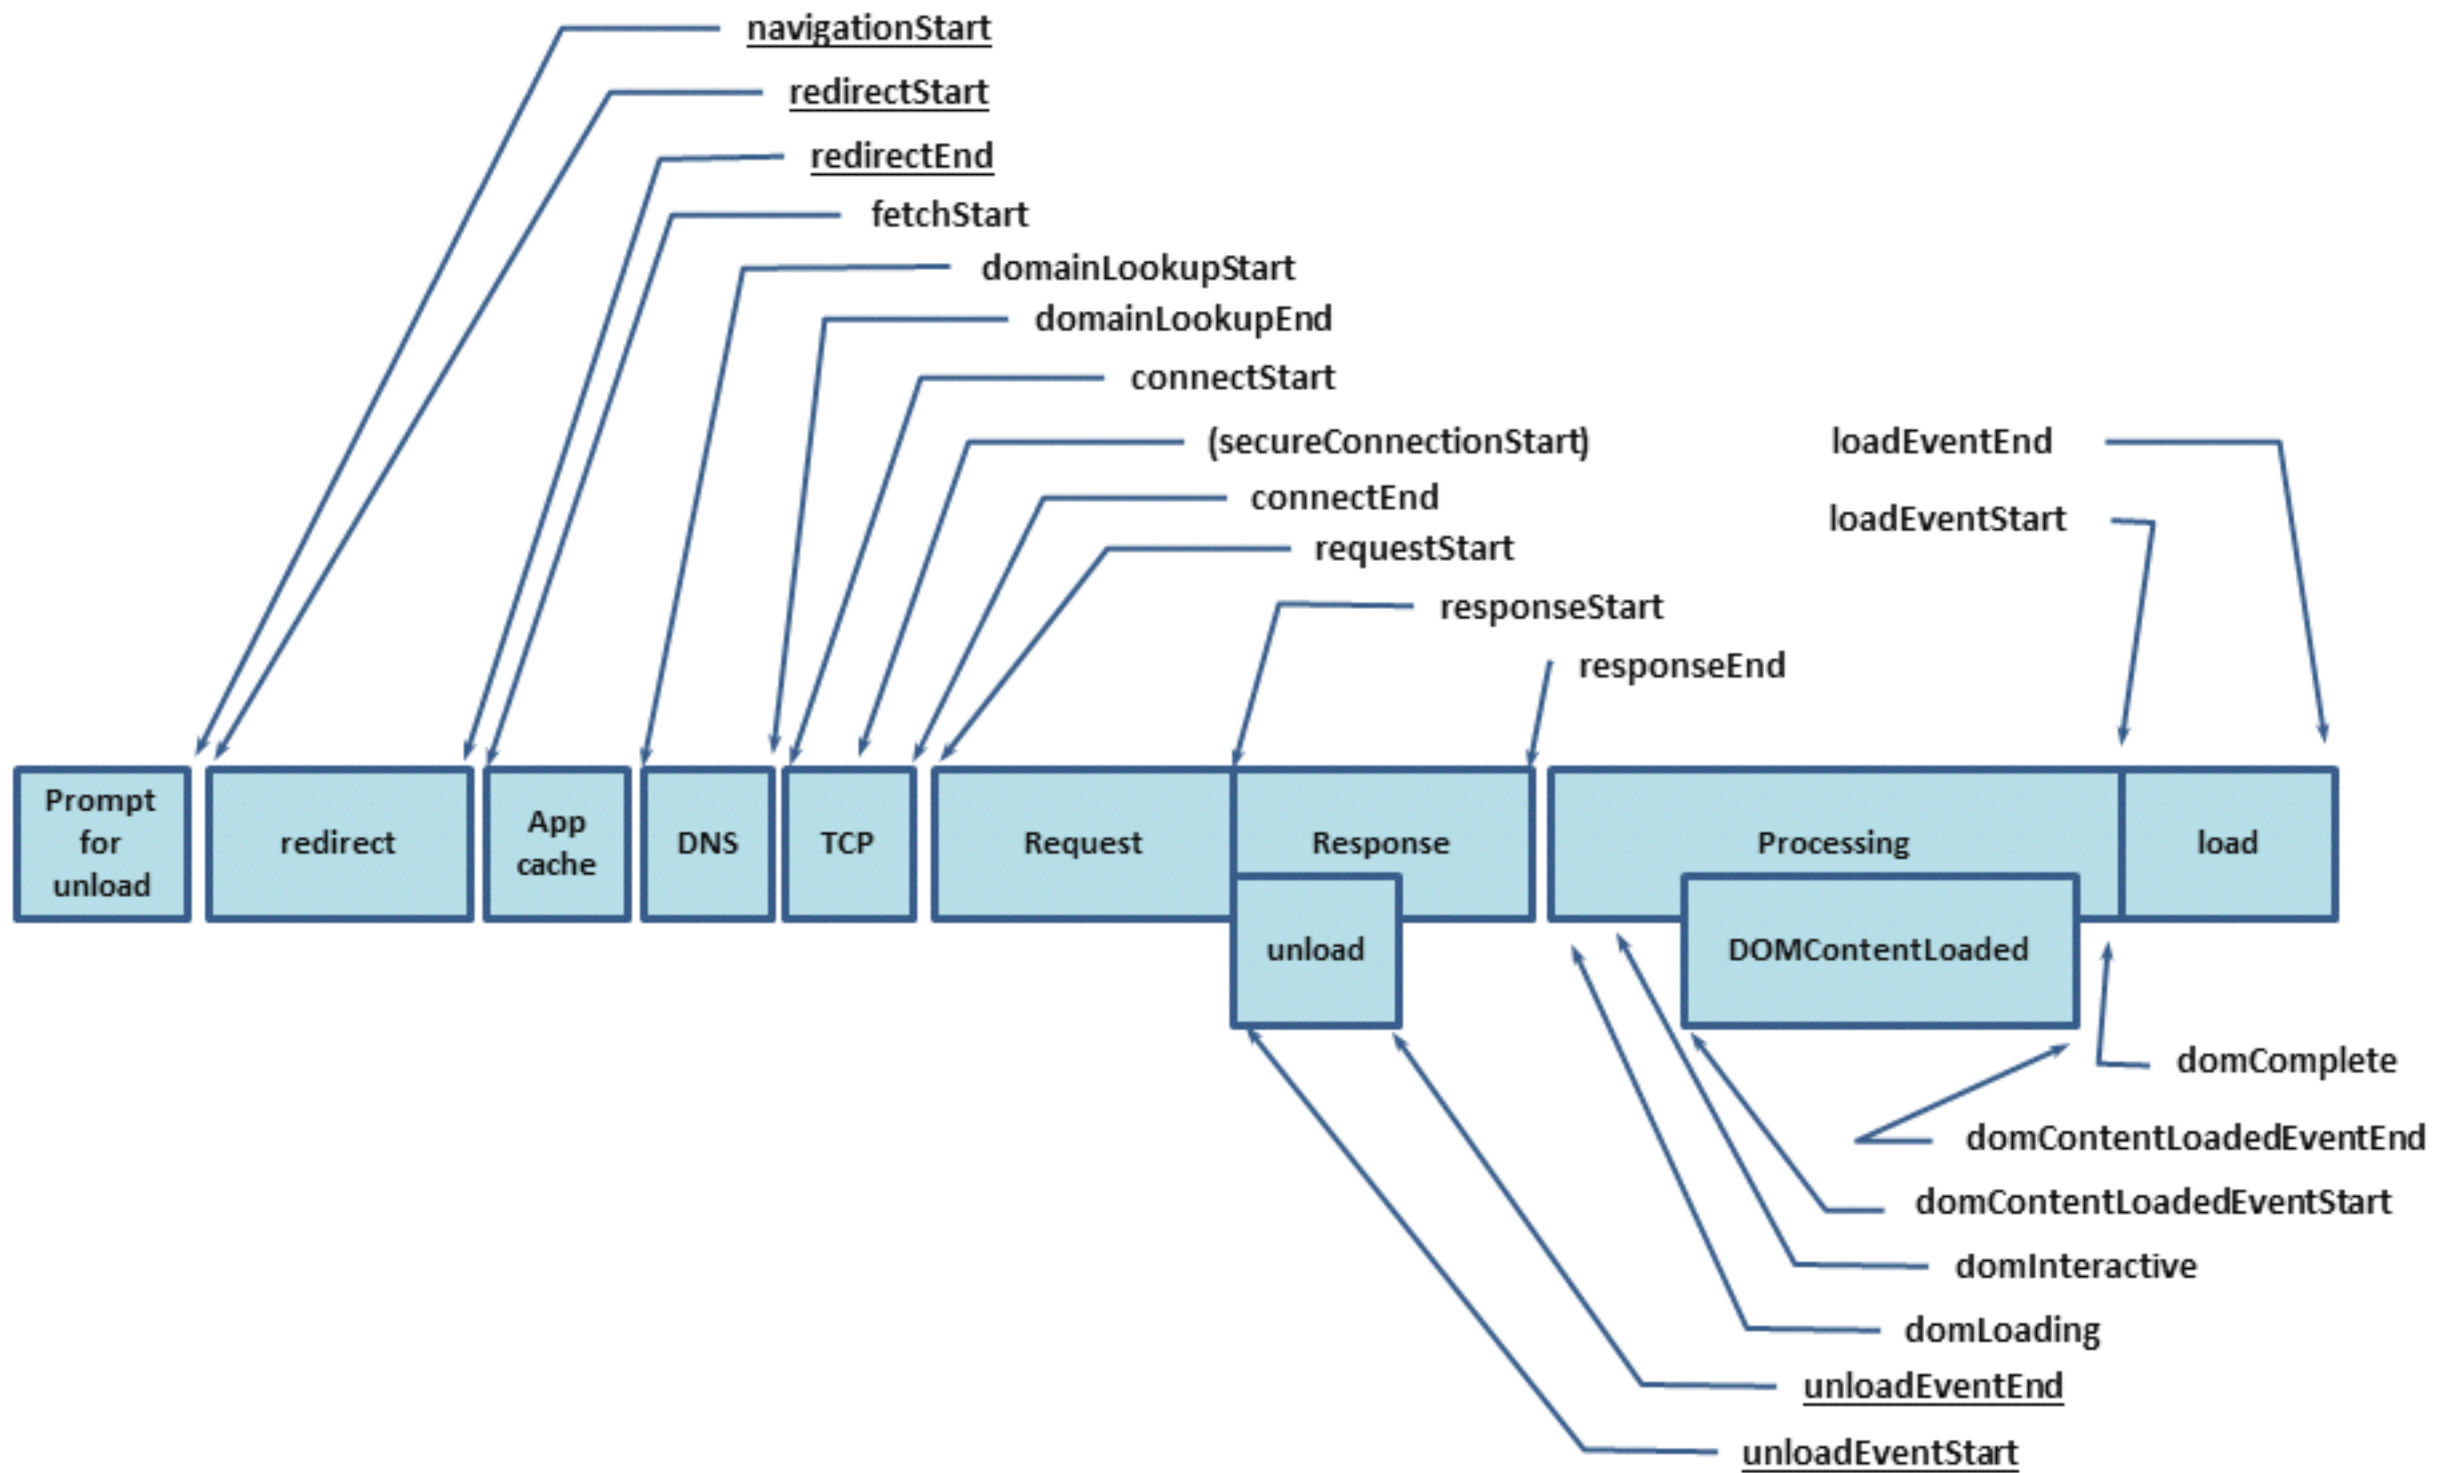 navigationStart
redirectStart
redirectEnd
fetchStart
domainLookupStart
domainLookupEnd
connectStart
(secureConnectionStart)
connectEnd
requestStart
responseStart
responseEnd
loadEventEnd
loadEventStart
Prompt
for
unload
redirect
App
cache
DNS
TCP
Request
Response
unload
Processing
DOMContentLoaded
load
domComplete
domContentLoadedEventEnd
domContentLoadedEventStart
domInteractive
domLoading
unloadEventEnd
unloadEventStart